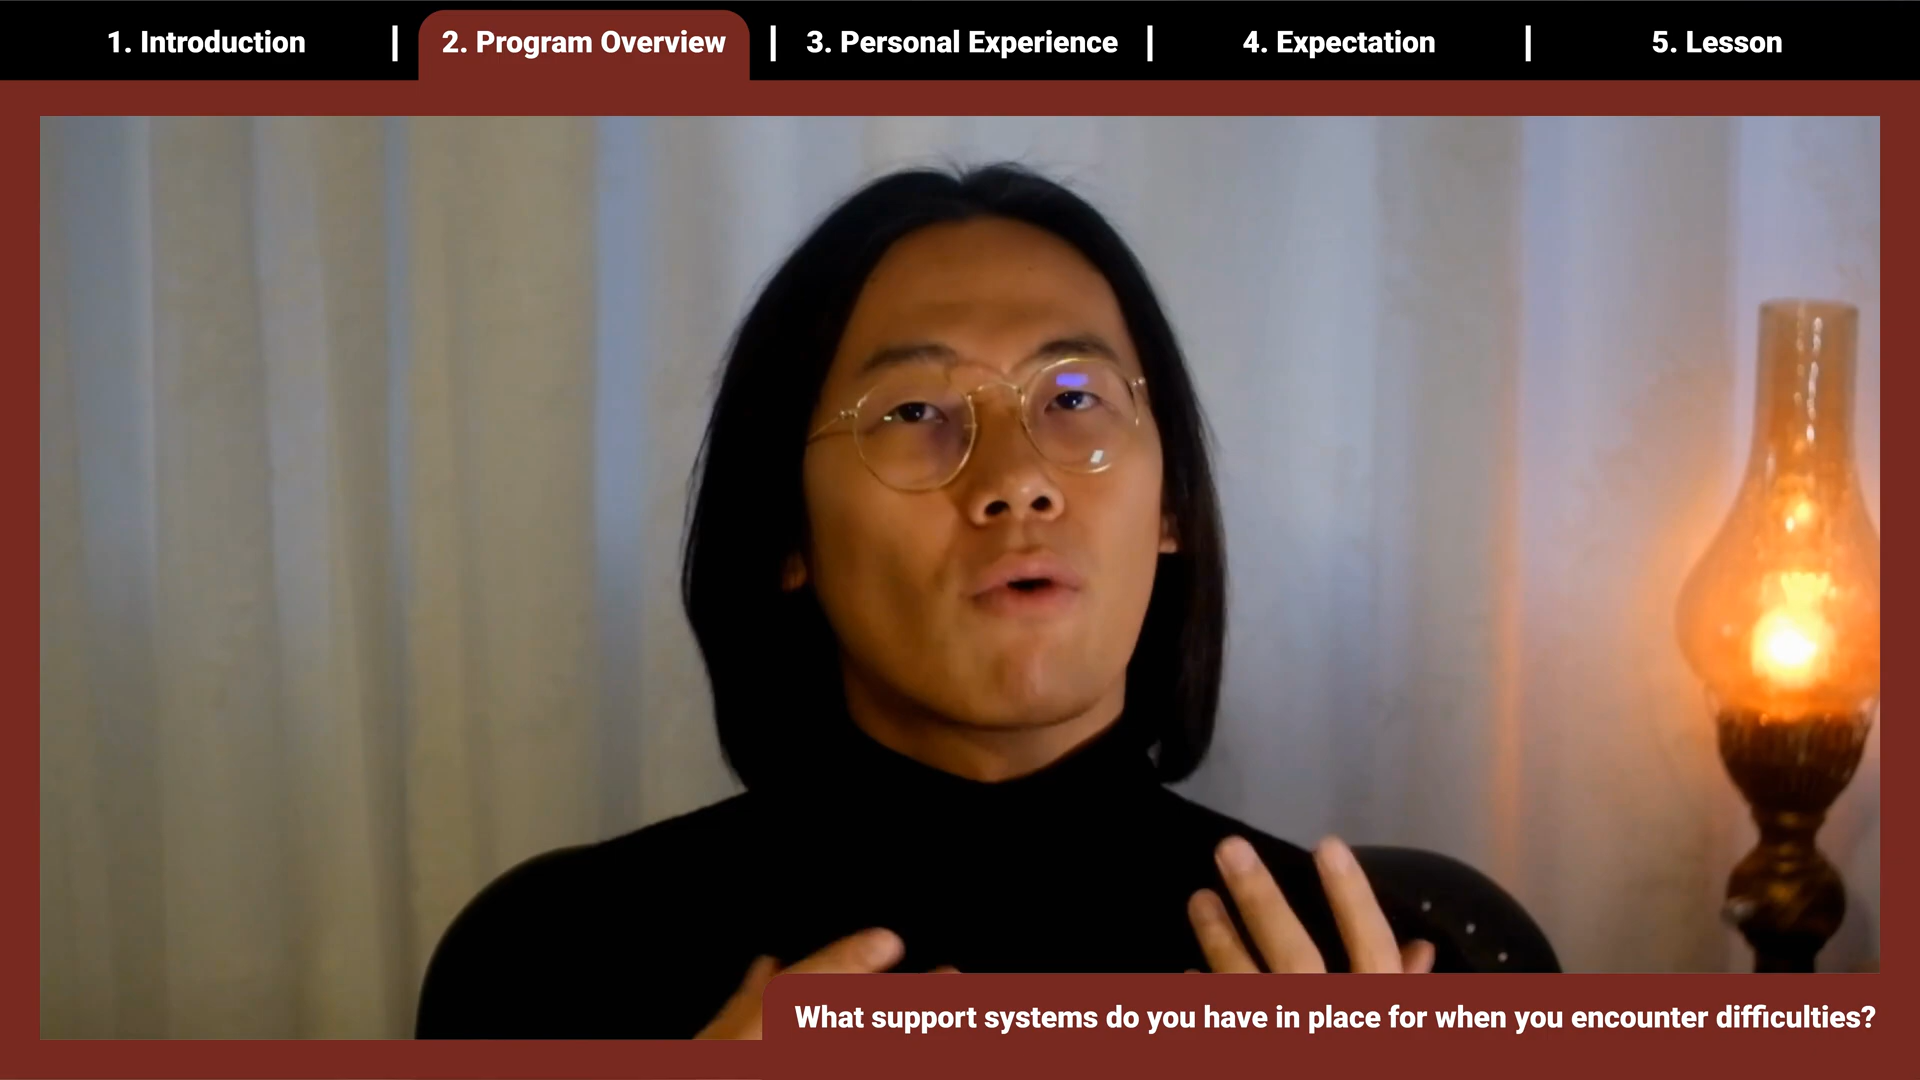 1. Introduction | 2. Program Overview | 3. Personal Experience | 4. Expectation | 5. Lesson
What support systems do you have in place for when you encounter difficulties?